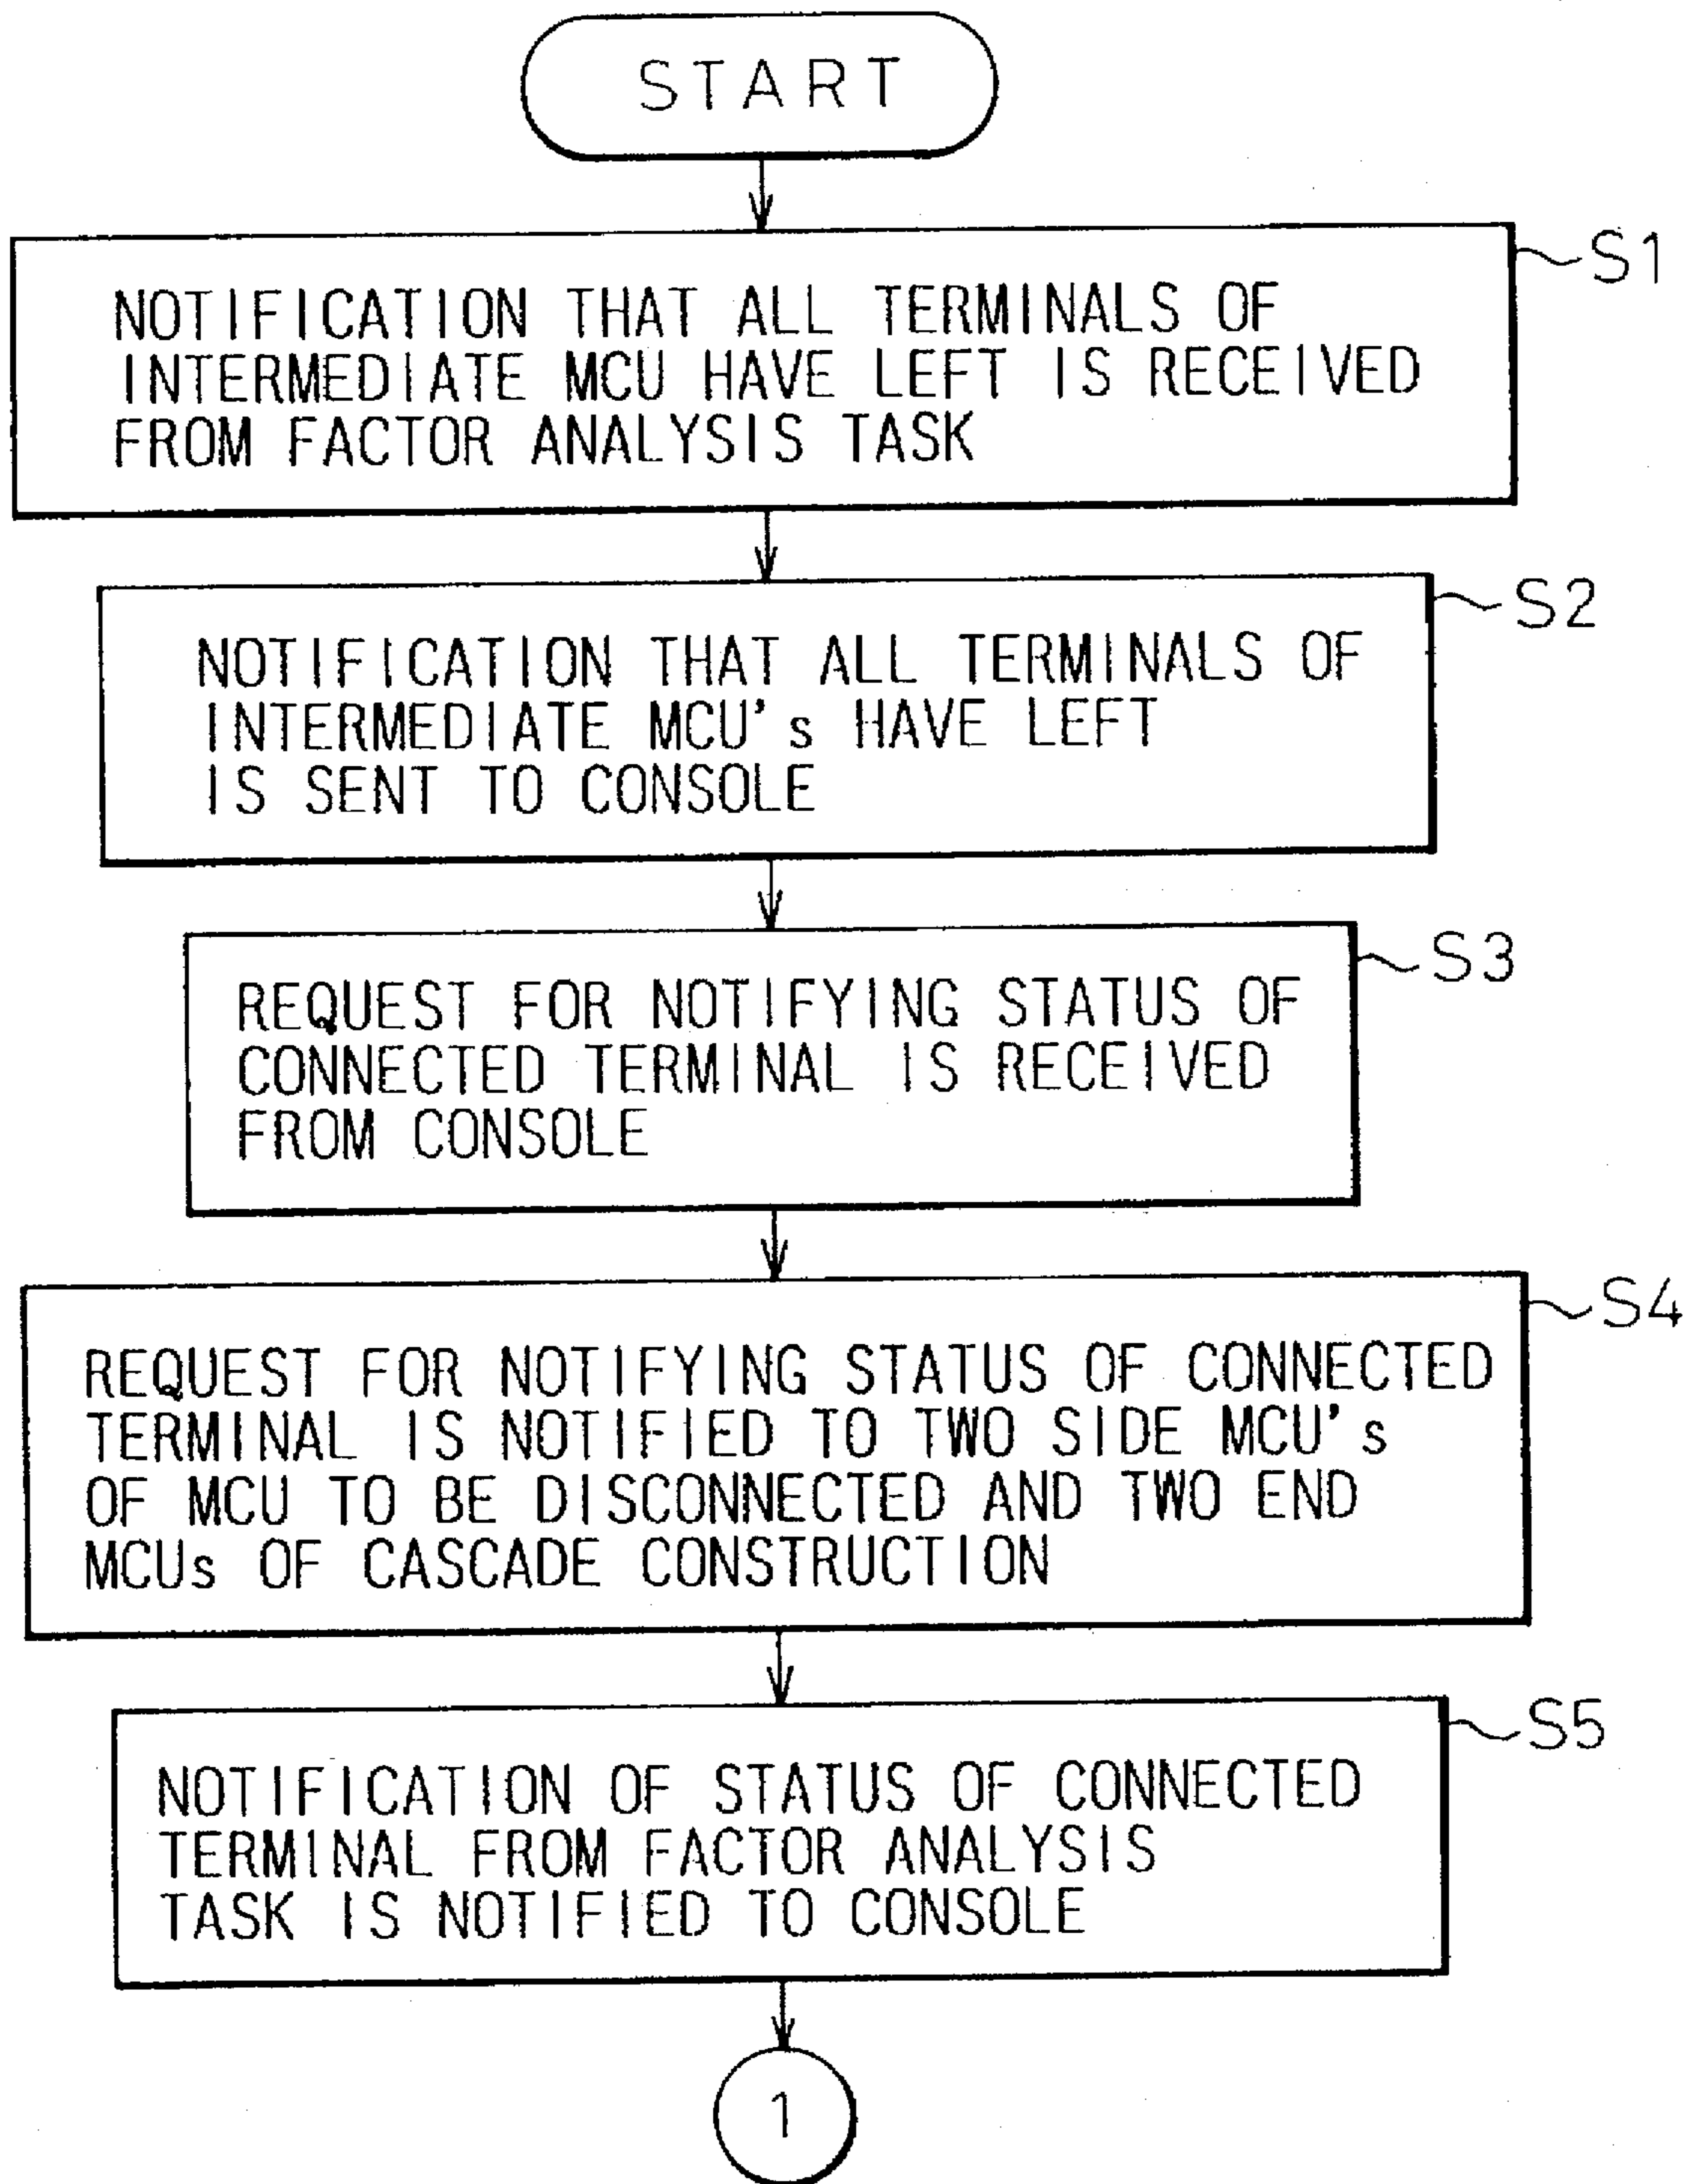 START
S1
NOTIFICATION THAT ALL TERMINALS OF
INTERMEDIATE MCU HAVE LEFT IS RECEIVED
FROM FACTOR ANALYSIS TASK
S2
NOTIFICATION THAT ALL TERMINALS OF
INTERMEDIATE MCU's HAVE LEFT
IS SENT TO CONSOLE
S3
REQUEST FOR NOTIFYING STATUS OF
CONNECTED TERMINAL IS RECEIVED
FROM CONSOLE
S4
REQUEST FOR NOTIFYING STATUS OF CONNECTED
TERMINAL IS NOTIFIED TO TWO SIDE MCU's
OF MCU TO BE DISCONNECTED AND TWO END
MCUs OF CASCADE CONSTRUCTION
S5
NOTIFICATION OF STATUS OF CONNECTED
TERMINAL FROM FACTOR ANALYSIS
TASK IS NOTIFIED TO CONSOLE
1